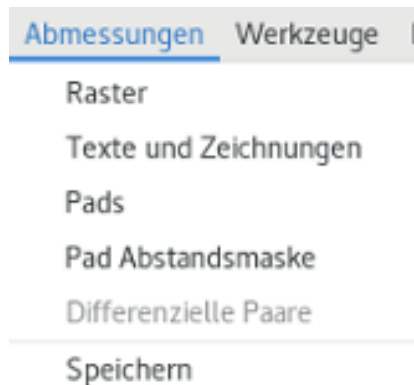 Abmessungen Werkzeuge
Raster
Texte und Zeichnungen
Pads
Pad Abstandsmaske
Differenzielle Paare
Speichern